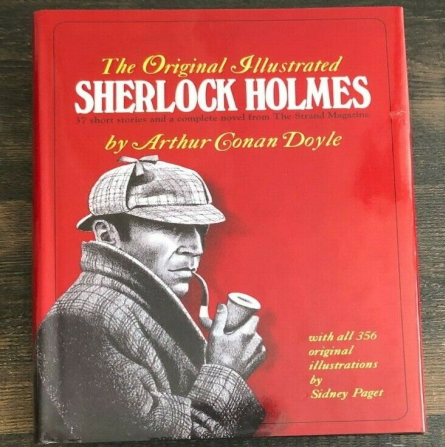 The Original Illustrated
SHERLOCK HOLMES
37 short stories and a complete novel from The Strand Magazine
by Arthur Conan Doyle
with all 356
original
illustrations
by
Sidney Paget